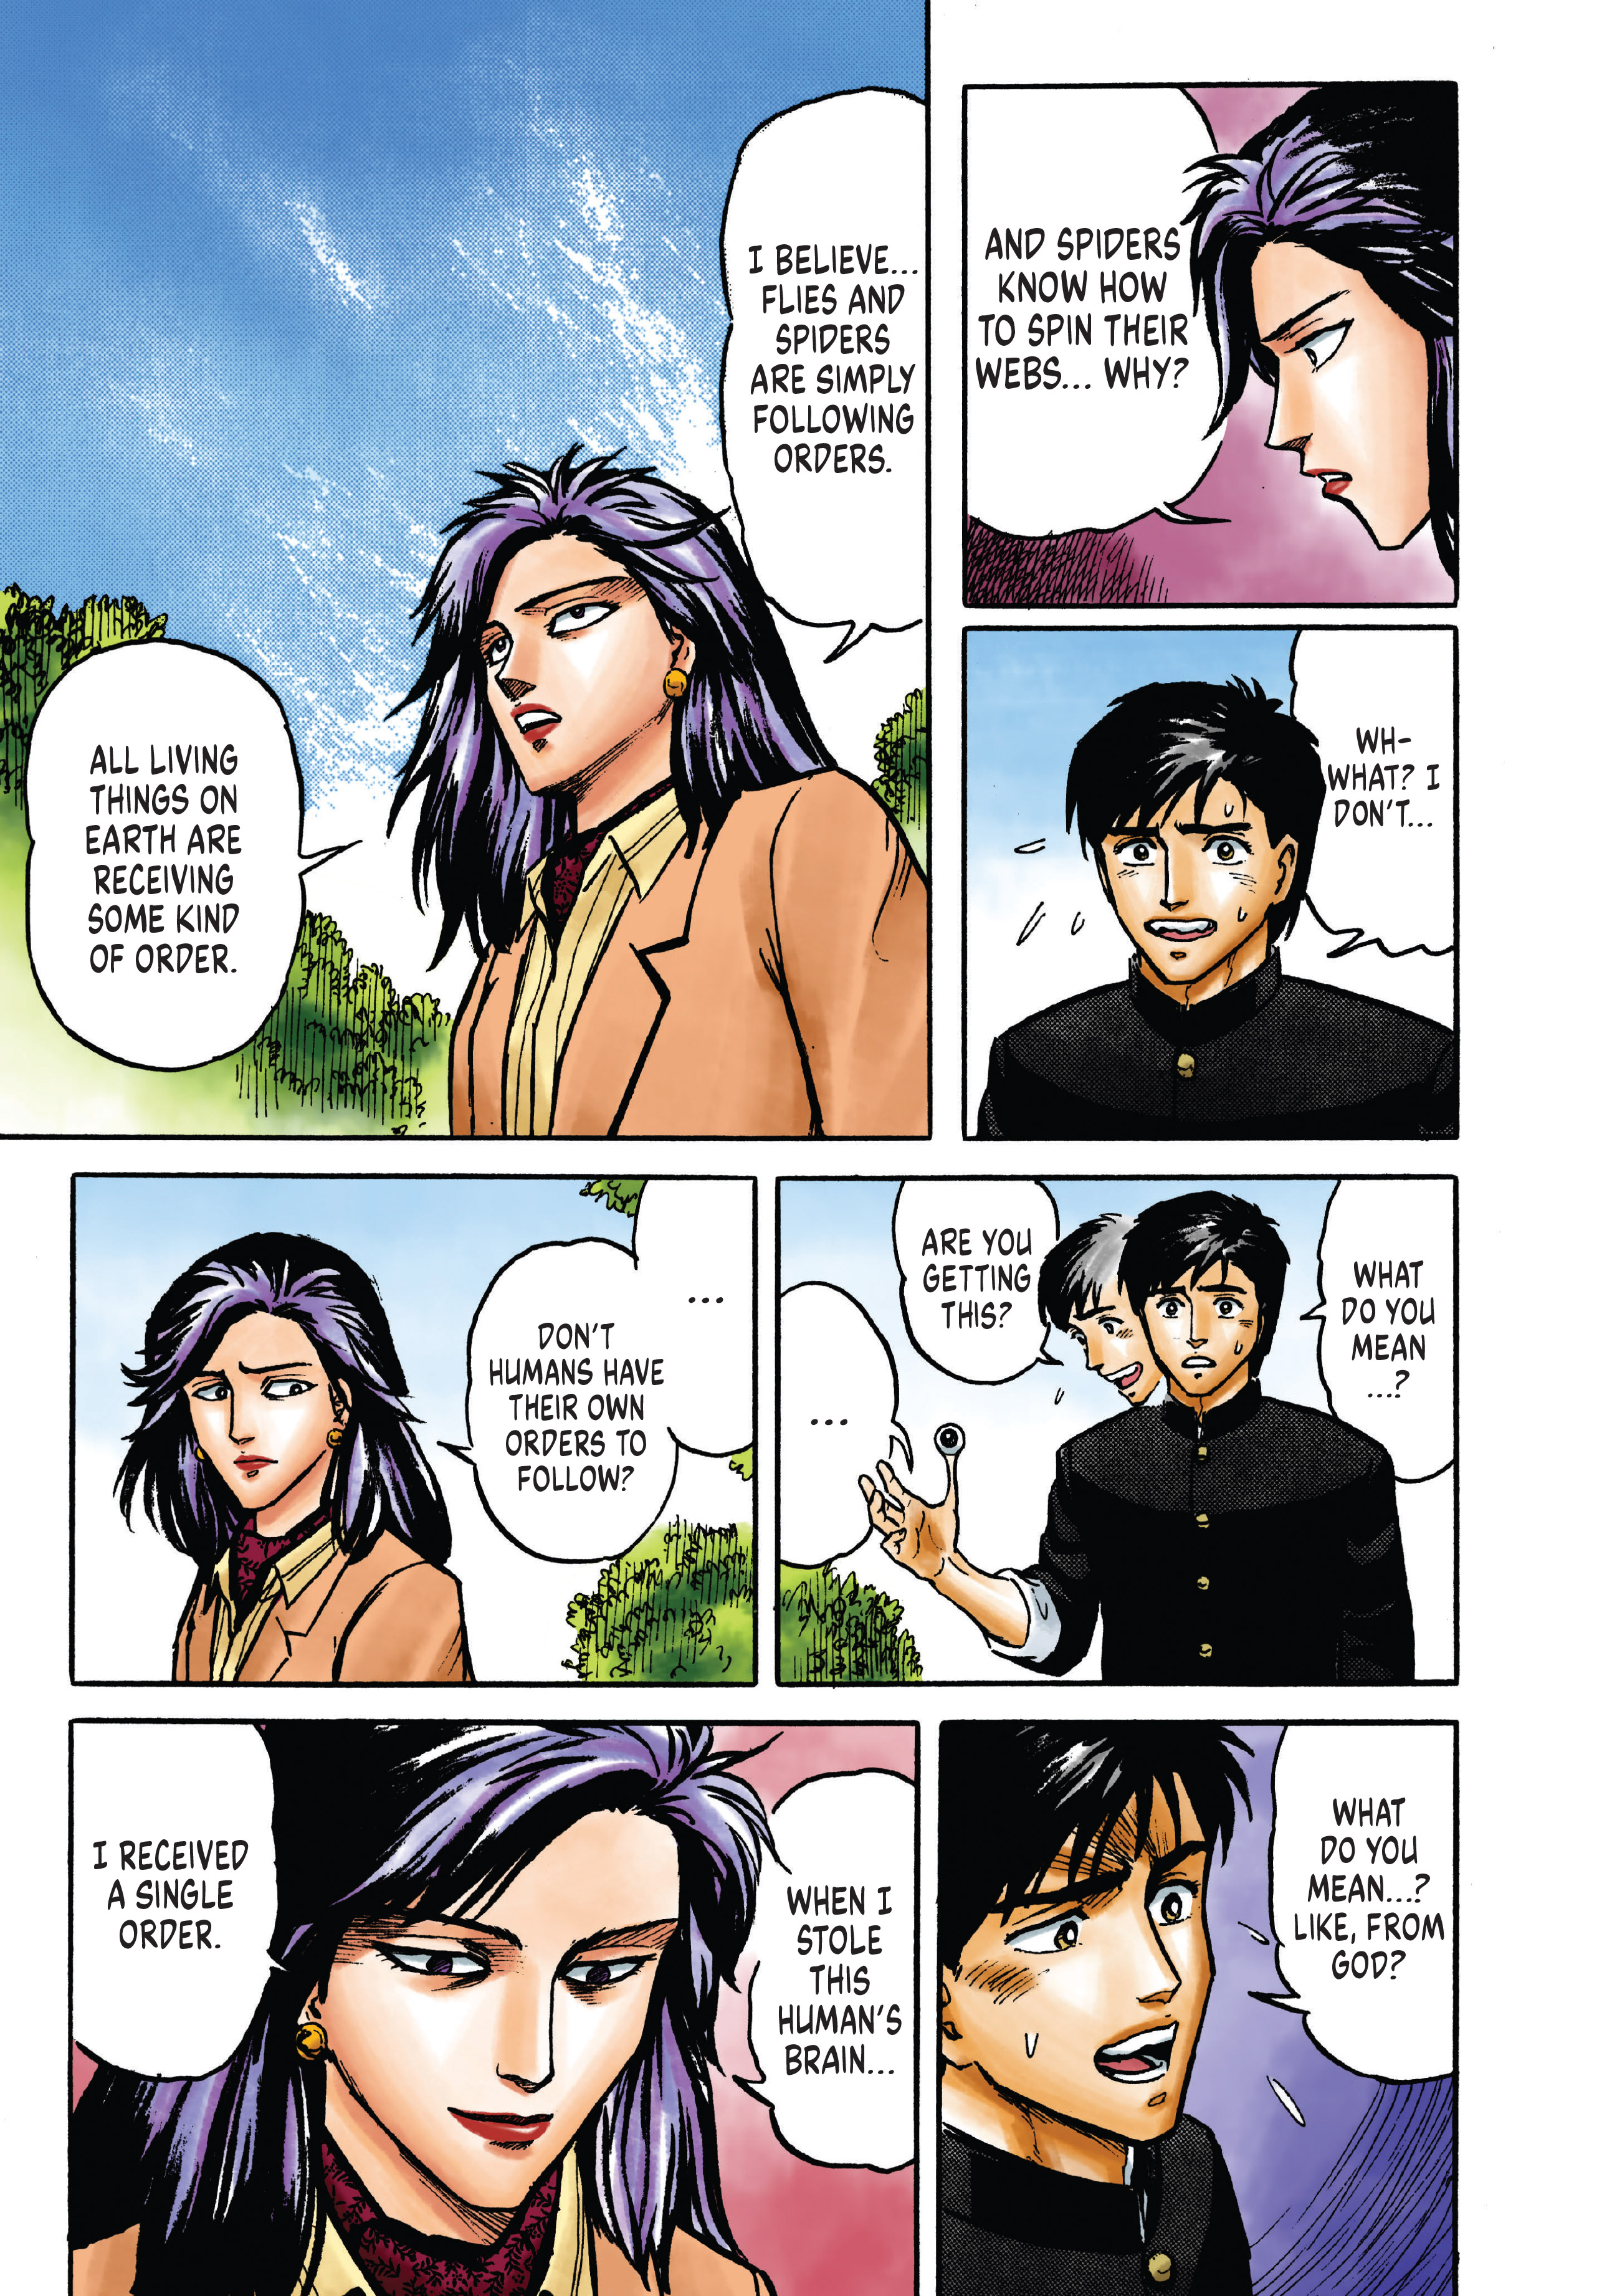 AND SPIDERS
KNOW HOW
TO SPIN THEIR
WEBS... WHY?
WH-
WHAT? I
DON'T...
I BELIEVE...
FLIES AND
SPIDERS
ARE SIMPLY
FOLLOWING
ORDERS.
ALL LIVING
THINGS ON
EARTH ARE
RECEIVING
SOME KIND
OF ORDER.
WHAT
DO YOU
MEAN
...?
ARE YOU
GETTING
THIS?
...
...
DON'T
HUMANS HAVE
THEIR OWN
ORDERS TO
FOLLOW?
WHAT
DO YOU
MEAN...?
LIKE, FROM
GOD?
WHEN I
STOLE
THIS
HUMAN'S
BRAIN...
I RECEIVED
A SINGLE
ORDER.